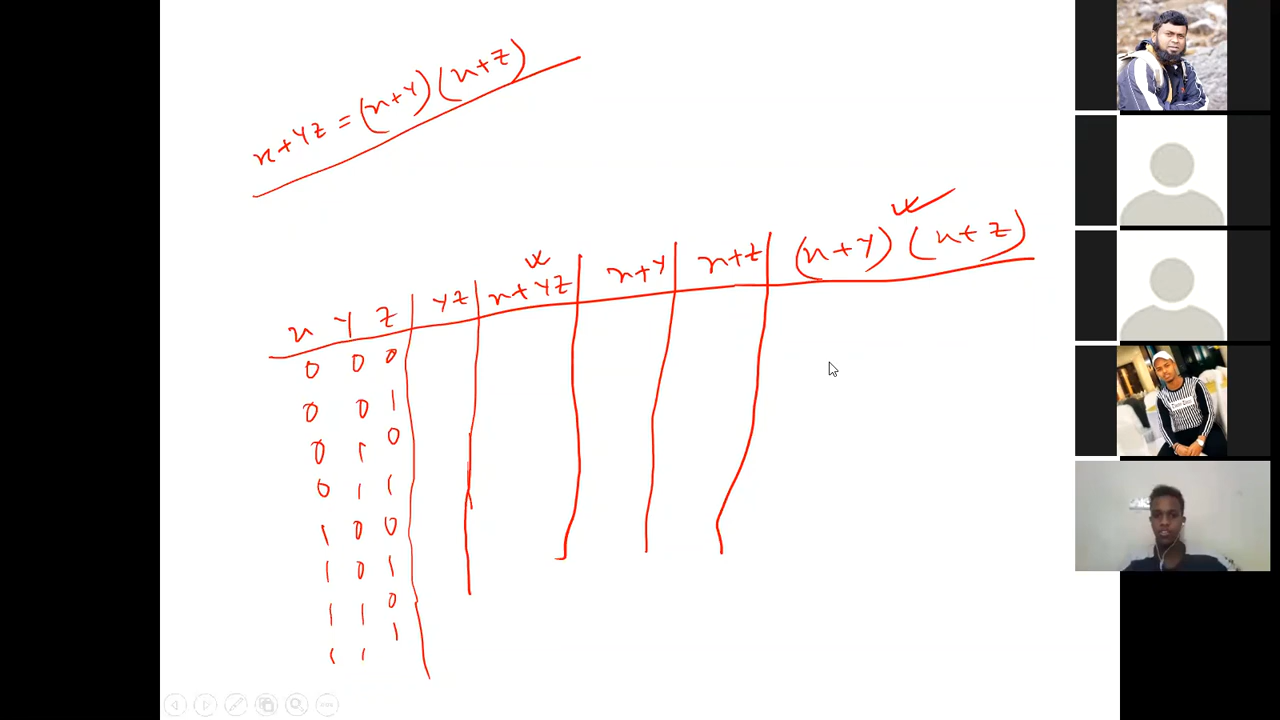 x+YZ = (x+Y)(x+Z)
x Y Z YZ x+YZ x+Y x+Z (x+Y)(x+Z)
0 0 0
0 0 1
0 1 0
0 1 1
1 0 0
1 0 1
1 1 0
1 1 1